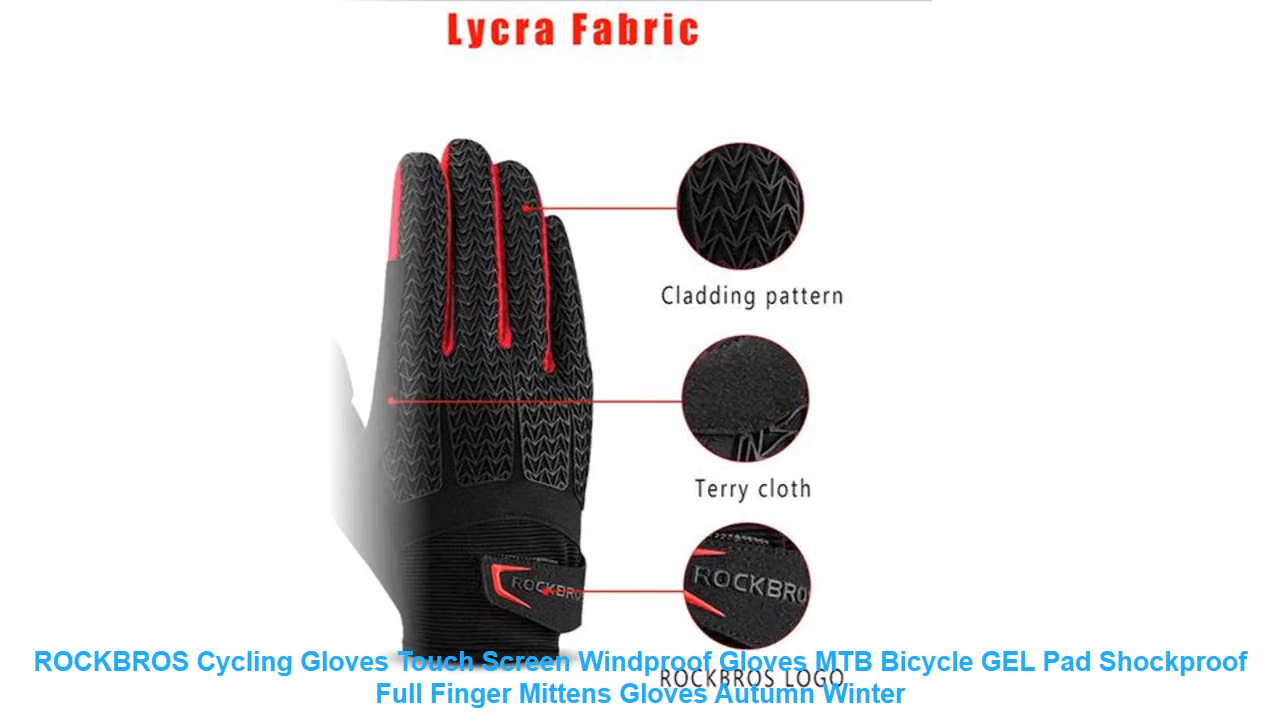 Lycra Fabric
Cladding pattern
Terry cloth
ROCKBROS
ROCKBRO
ROCKBROS LOGO
ROCKBROS Cycling Gloves Touch Screen Windproof Gloves MTB Bicycle GEL Pad Shockproof
Full Finger Mittens Gloves Autumn Winter